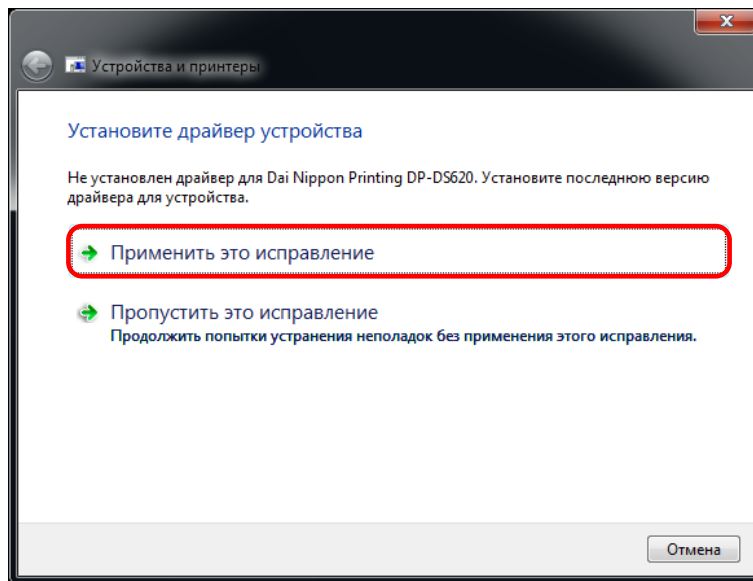 Устройства и принтеры
Установите драйвер устройства
Не установлен драйвер для Dai Nippon Printing DP-DS620. Установите последнюю версию
драйвера для устройства.
Применить это исправление
Пропустить это исправление
Продолжить попытки устранения неполадок без применения этого исправления.
Отмена